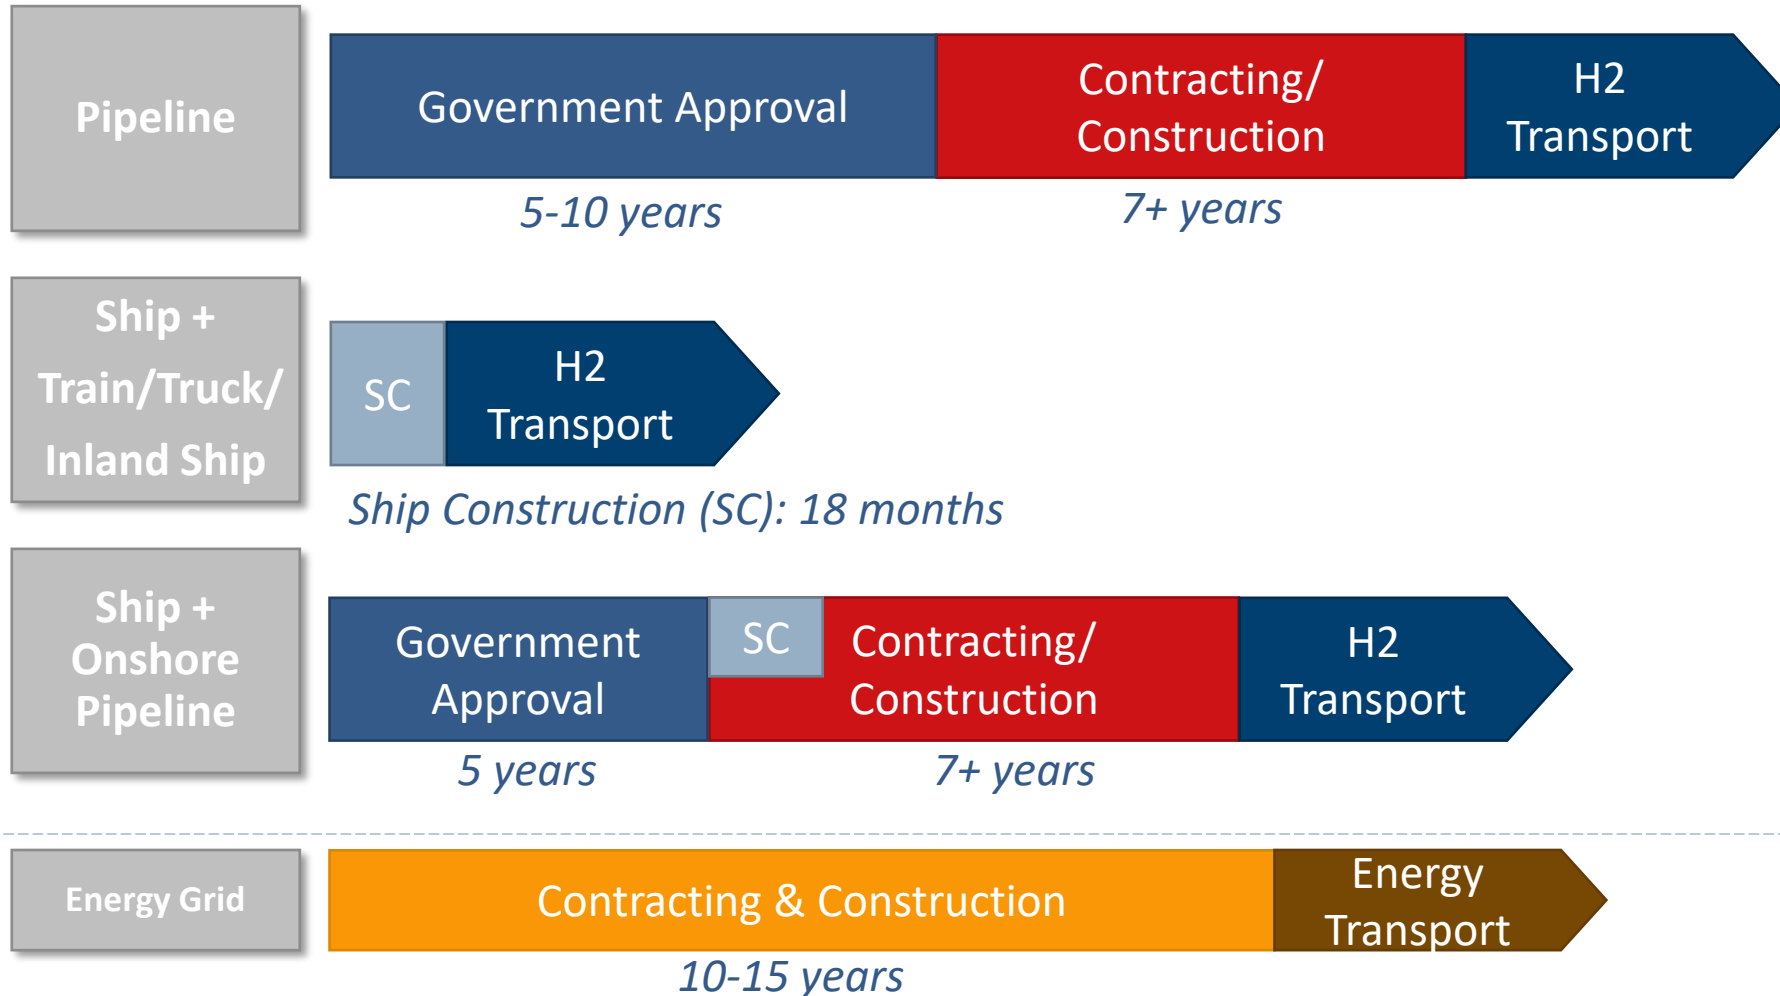 Pipeline
Government Approval
Contracting/
Construction
H2
Transport
5-10 years
7+ years
Ship +
Train/Truck/
Inland Ship
SC
H2
Transport
Ship Construction (SC): 18 months
Ship +
Onshore
Pipeline
Government
Approval
SC
Contracting/
Construction
H2
Transport
5 years
7+ years
Energy Grid
Contracting & Construction
Energy
Transport
10-15 years